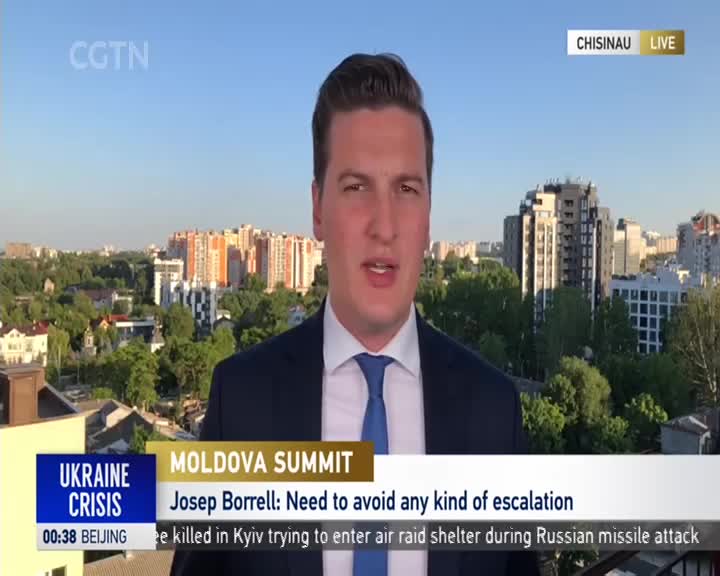 CGTN
CHISINAU LIVE
UKRAINE CRISIS
MOLDOVA SUMMIT
Josep Borrell: Need to avoid any kind of escalation
00:38 BEIJING
ee killed in Kyiv trying to enter air raid shelter during Russian missile attack